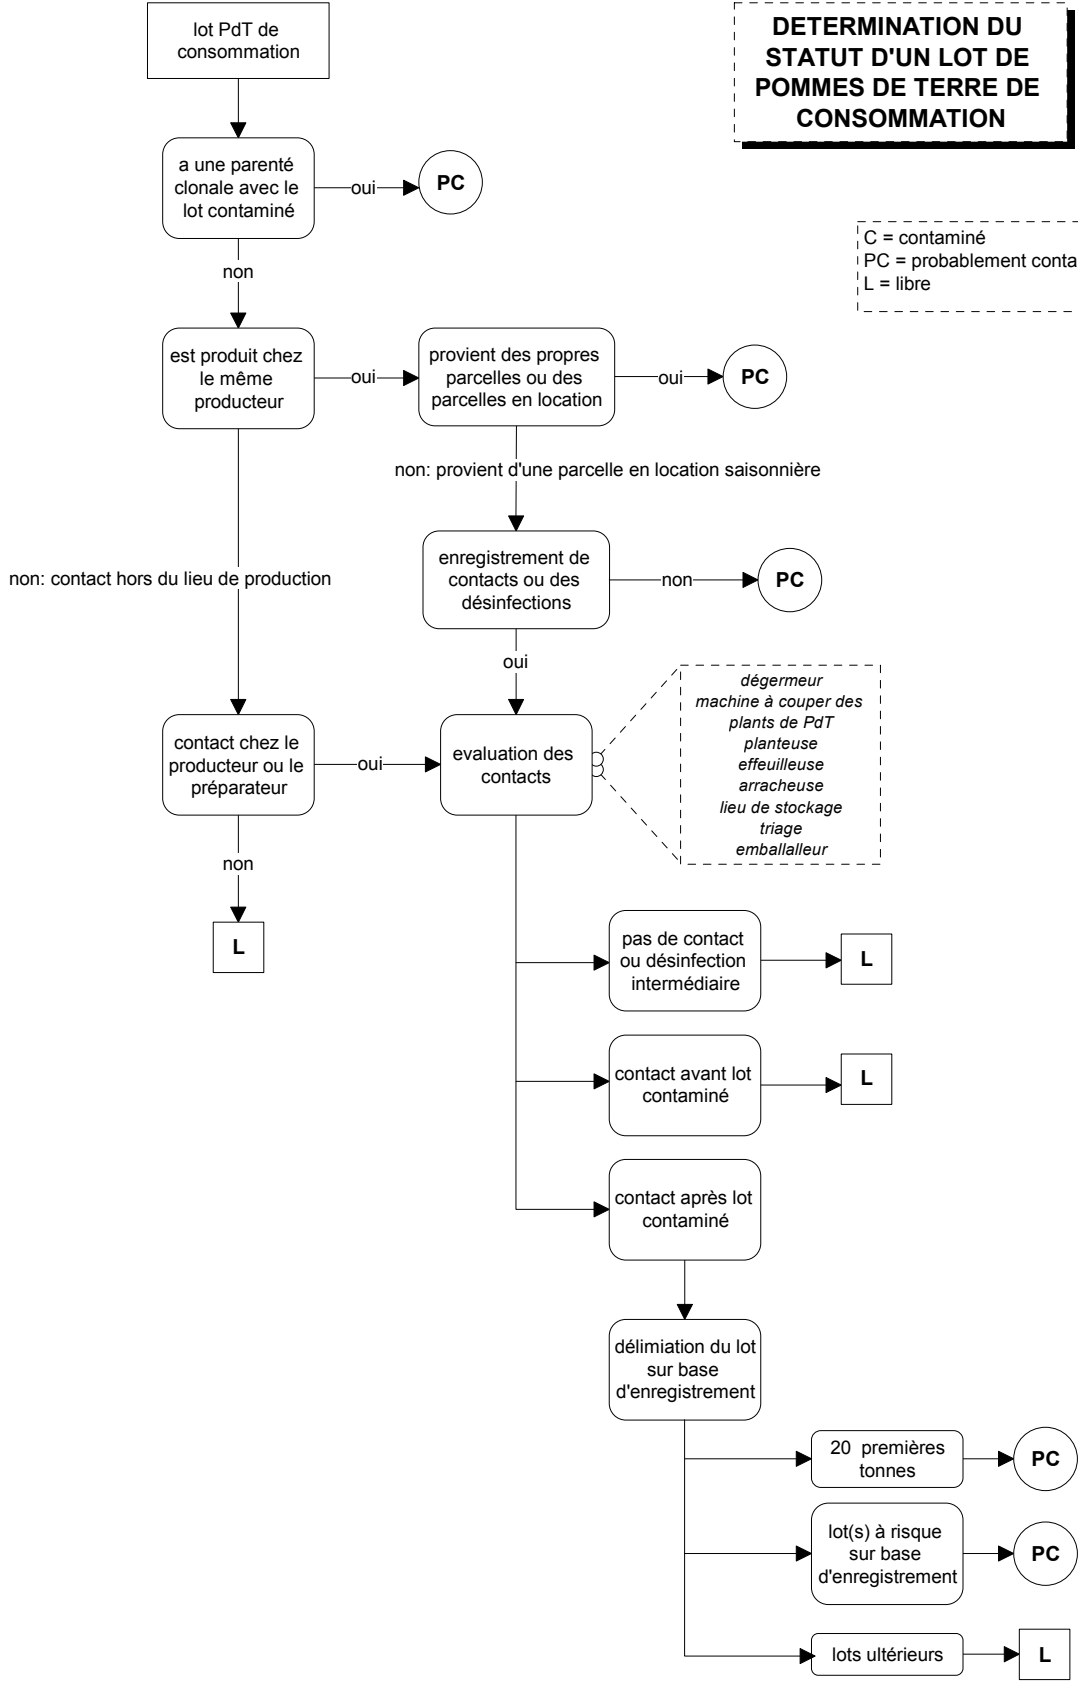 DETERMINATION DU
STATUT D'UN LOT DE
POMMES DE TERRE DE
CONSOMMATION
lot PdT de
consommation
a une parenté
clonale avec le
lot contaminé
oui
PC
C = contaminé
PC = probablement conta
L = libre
non
est produit chez
le même
producteur
oui
provient des propres
parcelles ou des
parcelles en location
oui
PC
non: provient d'une parcelle en location saisonnière
non: contact hors du lieu de production
enregistrement de
contacts ou des
désinfections
non
PC
oui
dégermeur
machine à couper des
plants de PdT
planteuse
effeuilleuse
arracheuse
lieu de stockage
triage
emballalleur
contact chez le
producteur ou le
préparateur
oui
evaluation des
contacts
non
L
pas de contact
ou désinfection
intermédiaire
L
contact avant lot
contaminé
L
contact après lot
contaminé
délimiation du lot
sur base
d'enregistrement
20 premières
tonnes
PC
lot(s) à risque
sur base
d'enregistrement
PC
lots ultérieurs
L